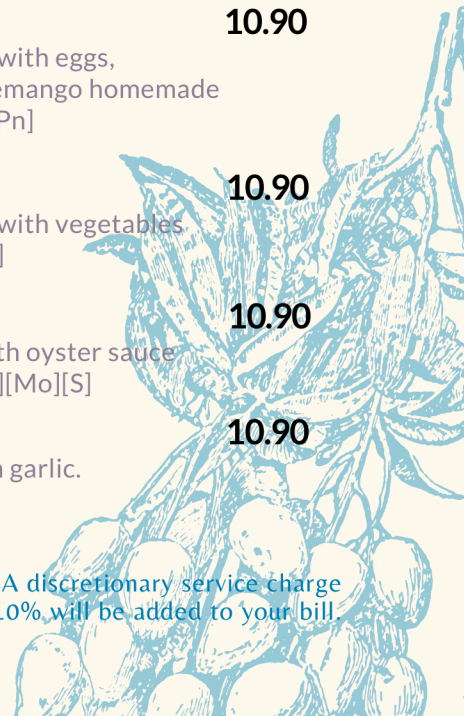 10.90
with eggs,
emango homemade
Pn]
10.90
with vegetables
]
10.90
th oyster sauce
][Mo][S]
10.90
garlic.
A discretionary service charge
10% will be added to your bill.